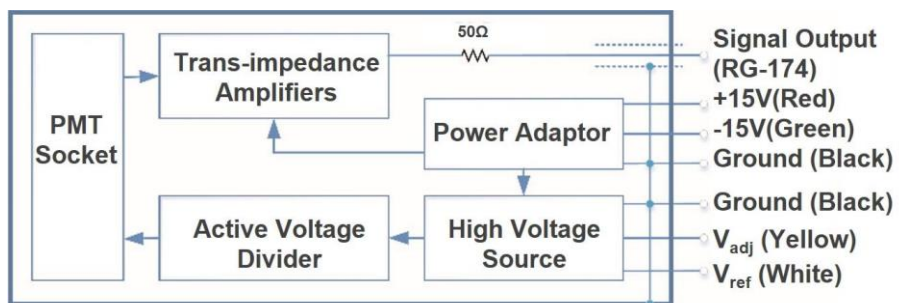 50Ω
Trans-impedance
Amplifiers
PMT
Socket
Power Adaptor
Active Voltage
Divider
High Voltage
Source
Signal Output
(RG-174)
+15V(Red)
-15V(Green)
Ground (Black)
Ground (Black)
Vadj (Yellow)
Vref (White)